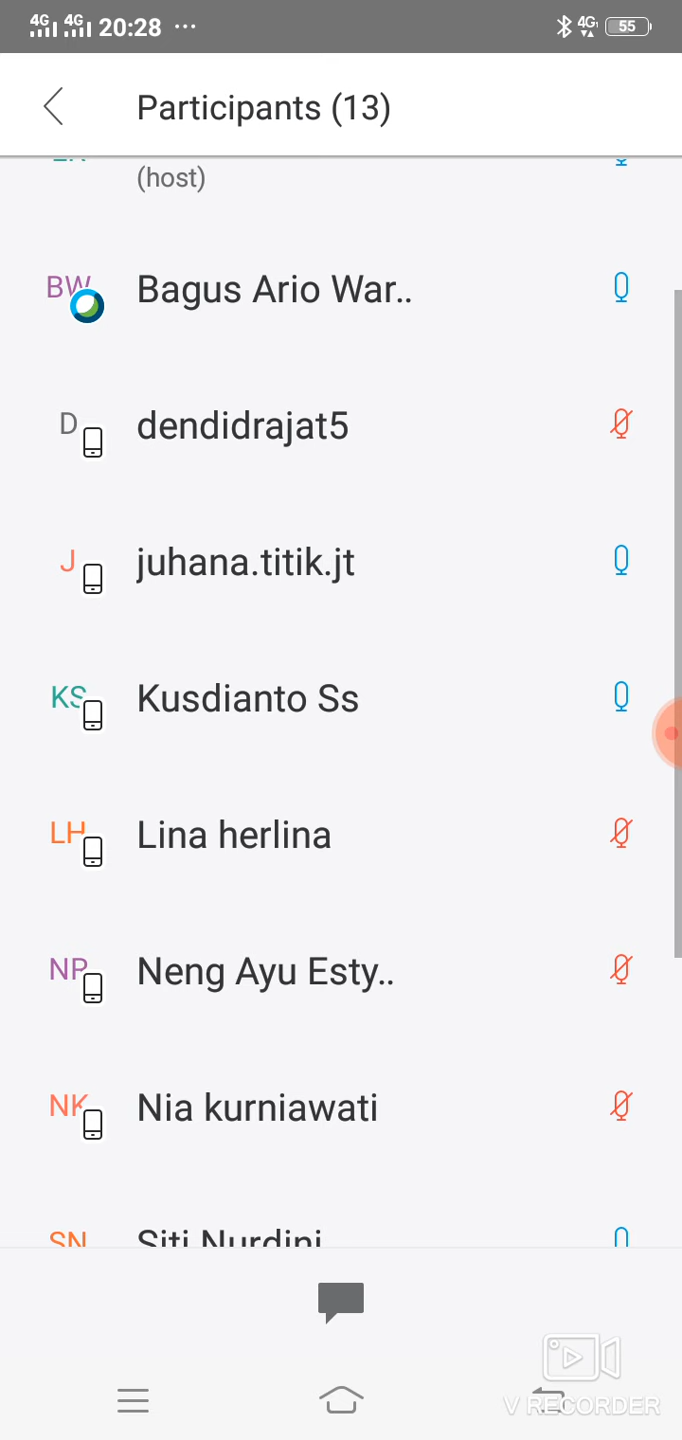 4G 4G 20:28 ... 4G 55
Participants (13)
(host)
BW Bagus Ario War..
D dendidrajat5
J juhana.titik.jt
KS Kusdianto Ss
LH Lina herlina
NP Neng Ayu Esty..
NK Nia kurniawati
SN Siti Nurdini
V RECORDER